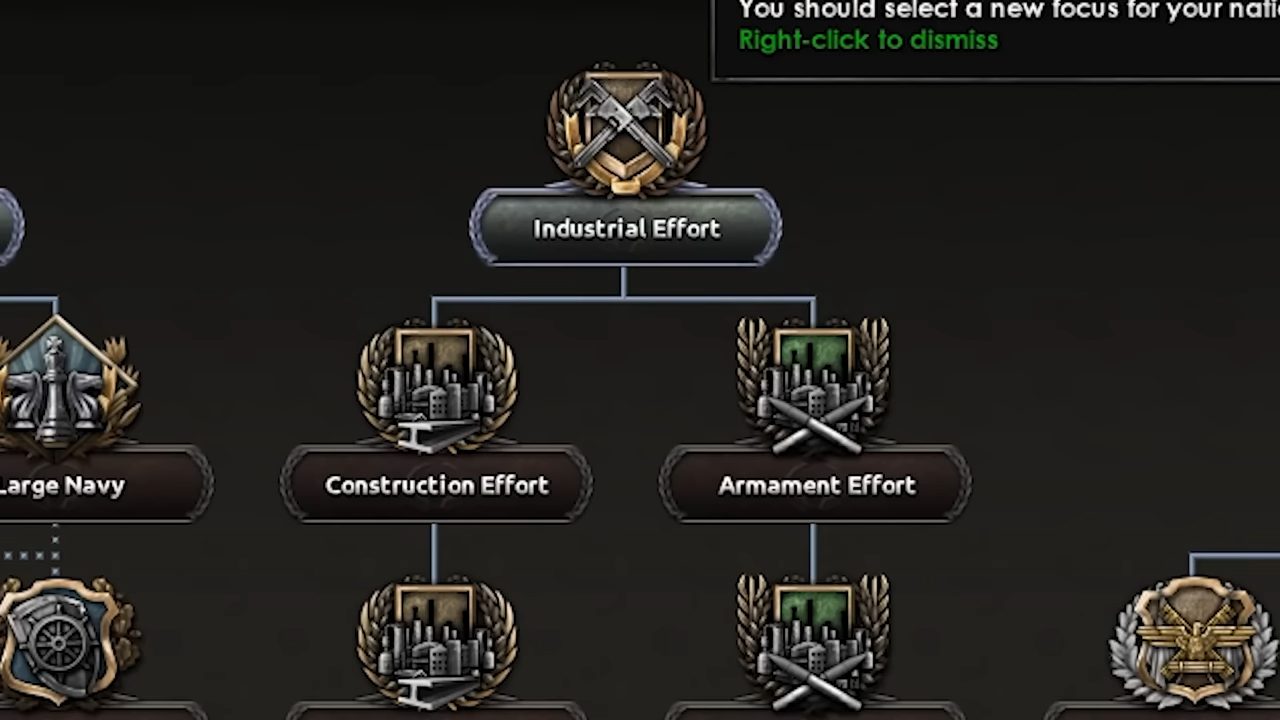 You should select a new focus for your nati
Right-click to dismiss
Industrial Effort
Large Navy
Construction Effort
Armament Effort